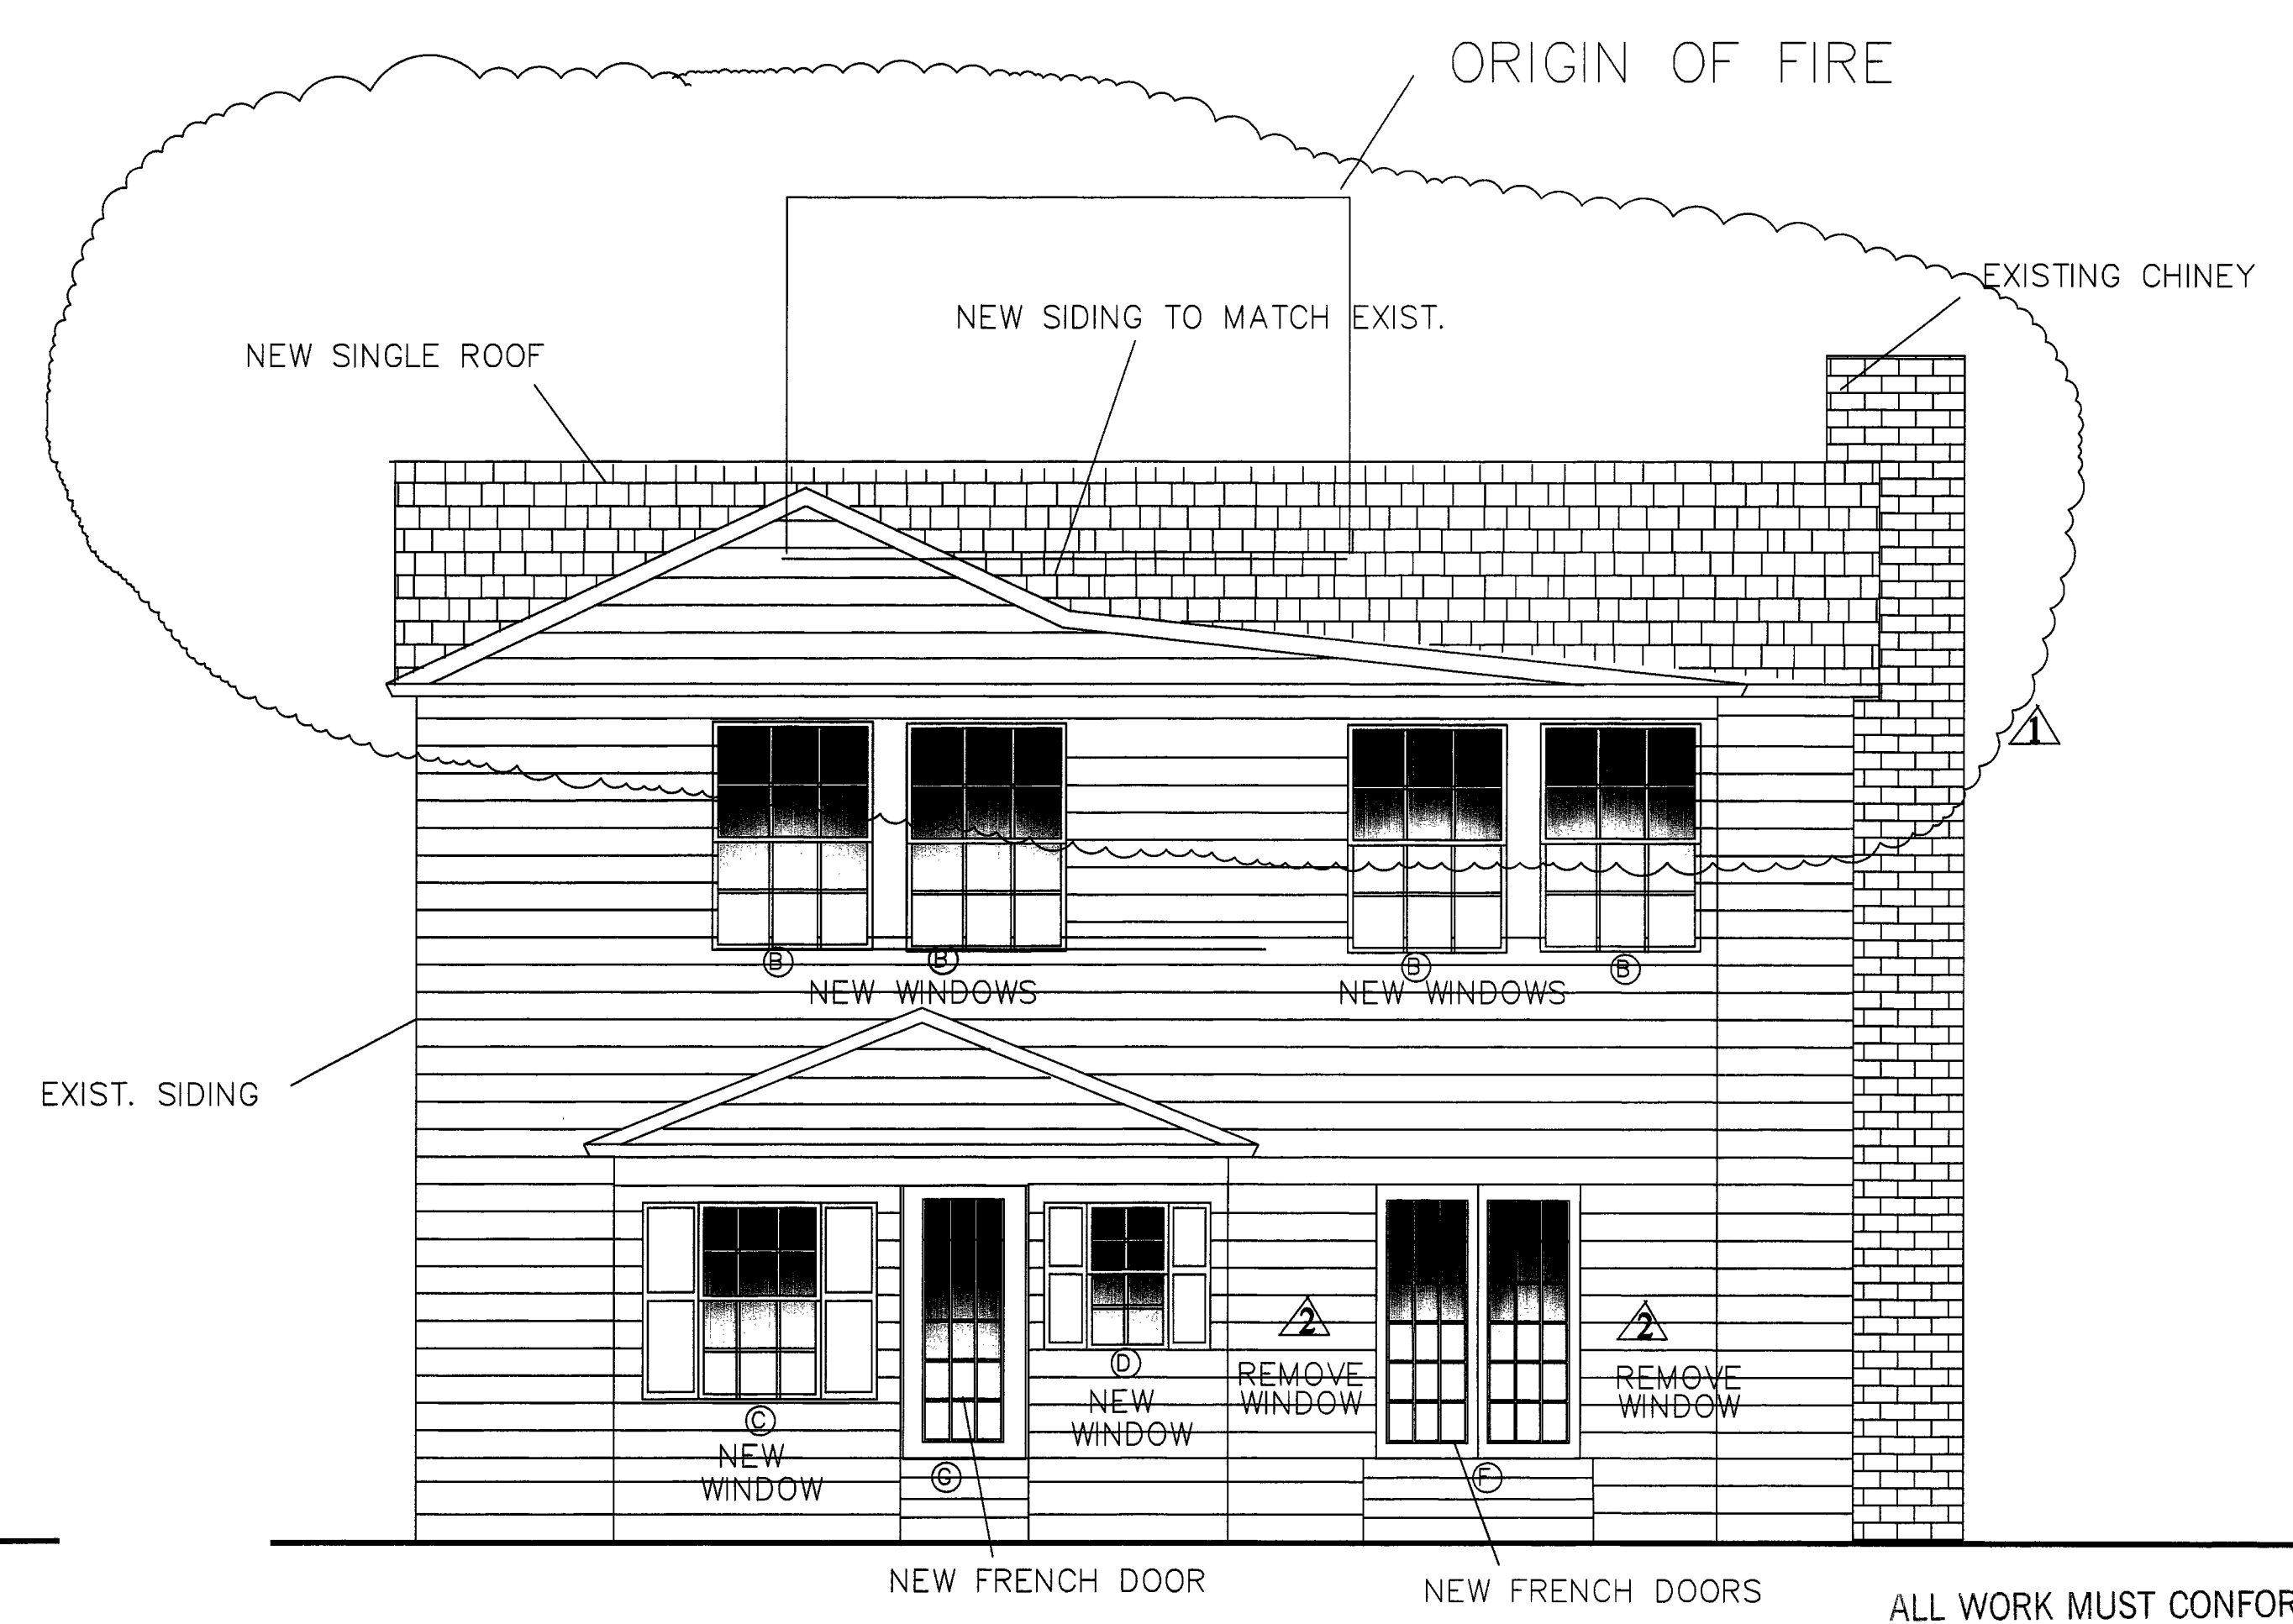 ORIGIN OF FIRE
EXISTING CHINEY
NEW SIDING TO MATCH EXIST.
NEW SINGLE ROOF
1
B
B
B
B
NEW WINDOWS
NEW WINDOWS
EXIST. SIDING
2
2
D
REMOVE
WINDOW
REMOVE
WINDOW
NEW
WINDOW
C
NEW
WINDOW
G
F
NEW FRENCH DOOR
NEW FRENCH DOORS
ALL WORK MUST CONFOR